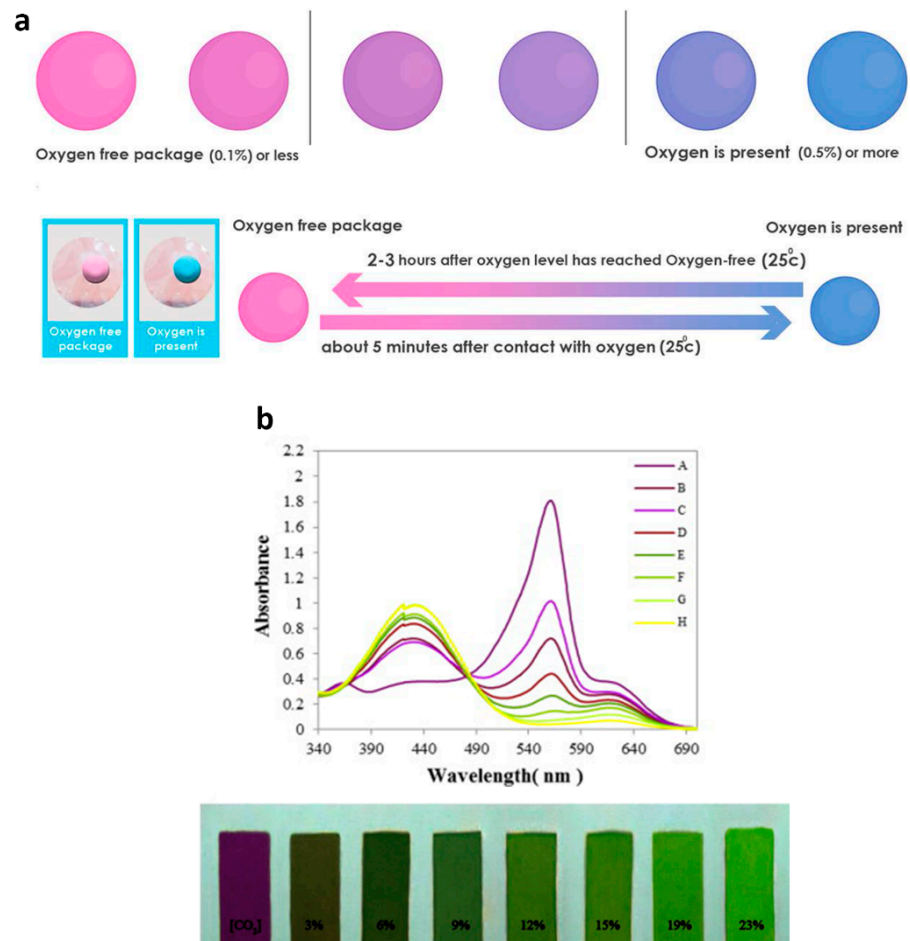 a
Oxygen free package (0.1%) or less
Oxygen is present (0.5%) or more
Oxygen free package
Oxygen is present
2-3 hours after oxygen level has reached Oxygen-free (25°c)
Oxygen free package
Oxygen is present
about 5 minutes after contact with oxygen (25°c)
b
2.2
2
1.8
1.6
1.4
1.2
1
0.8
0.6
0.4
0.2
0
Absorbance
A
B
C
D
E
F
G
H
340 390 440 490 540 590 640 690
Wavelength( nm )
[CO₂] 3% 6% 9% 12% 15% 19% 23%